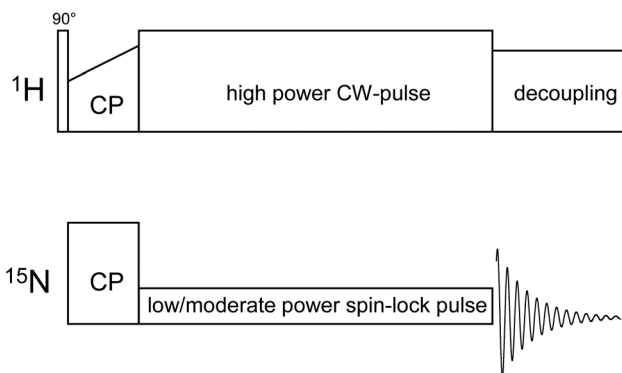 90°
¹H
CP
high power CW-pulse
decoupling
¹⁵N
CP
low/moderate power spin-lock pulse